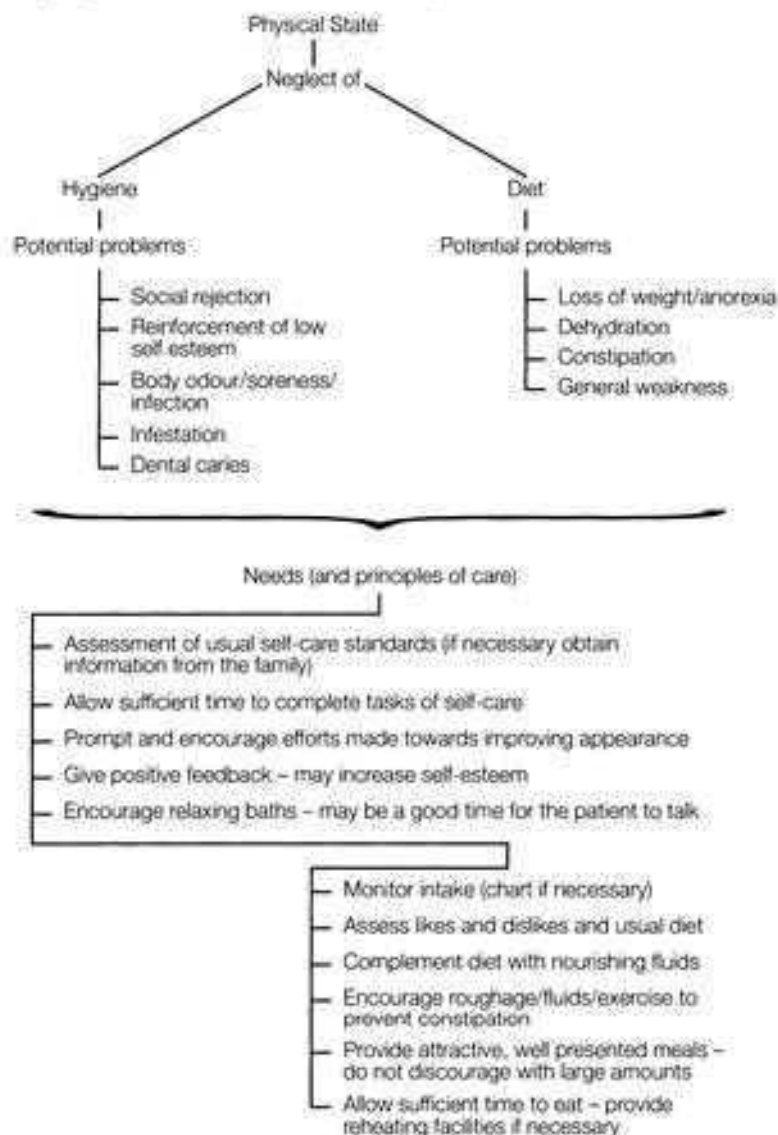 Physical State
Neglect of
Hygiene
Diet
Potential problems
Potential problems
Social rejection
Reinforcement of low
self esteem
Body odour/soreness/
infection
Infestation
Dental caries
Loss of weight/anorexia
Dehydration
Constipation
General weakness
Needs (and principles of care)
Assessment of usual self-care standards (if necessary obtain
information from the family)
Allow sufficient time to complete tasks of self-care
Prompt and encourage efforts made towards improving appearance
Give positive feedback – may increase self-esteem
Encourage relaxing baths – may be a good time for the patient to talk
Monitor intake (chart if necessary)
Assess likes and dislikes and usual diet
Complement diet with nourishing fluids
Encourage roughage/fluids/exercise to
prevent constipation
Provide attractive, well presented meals –
do not discourage with large amounts
Allow sufficient time to eat – provide
reheating facilities if necessary